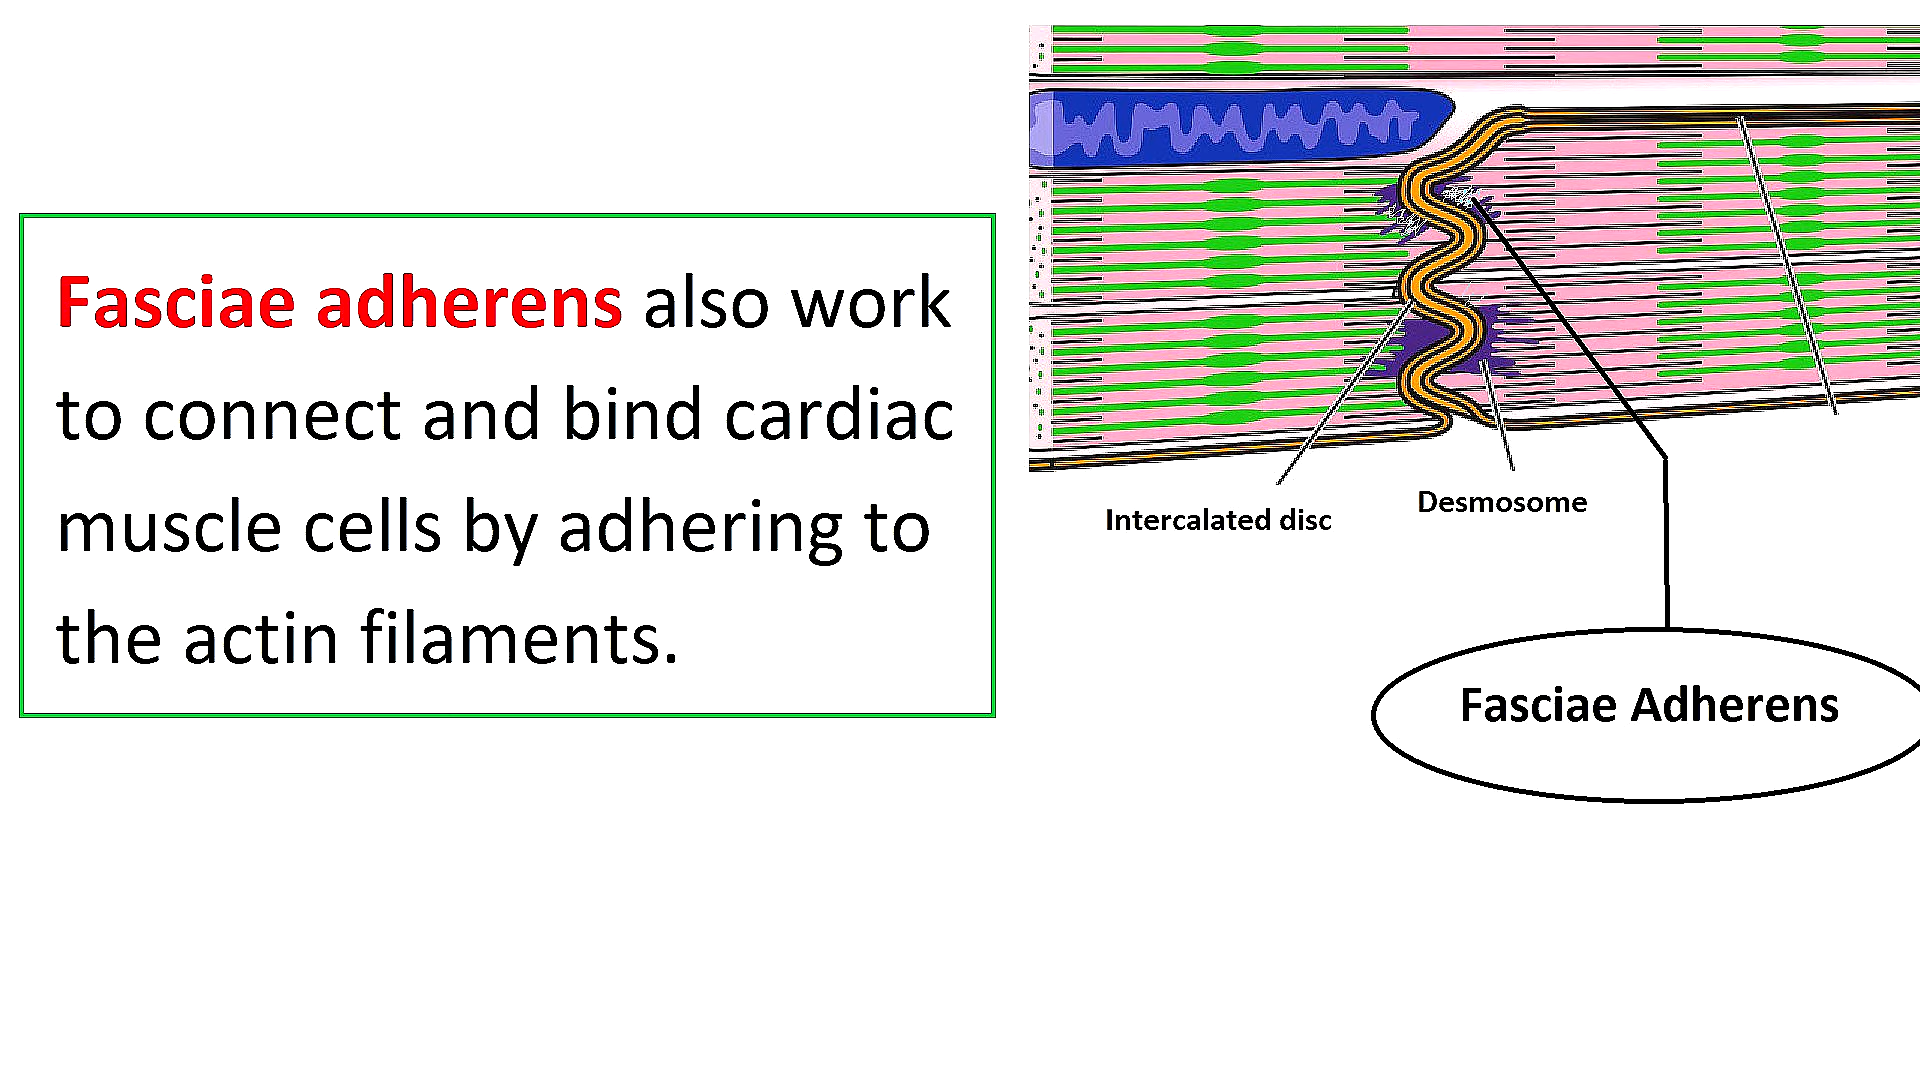 Fasciae adherens also work
to connect and bind cardiac
muscle cells by adhering to
the actin filaments.
Intercalated disc
Desmosome
Fasciae Adherens